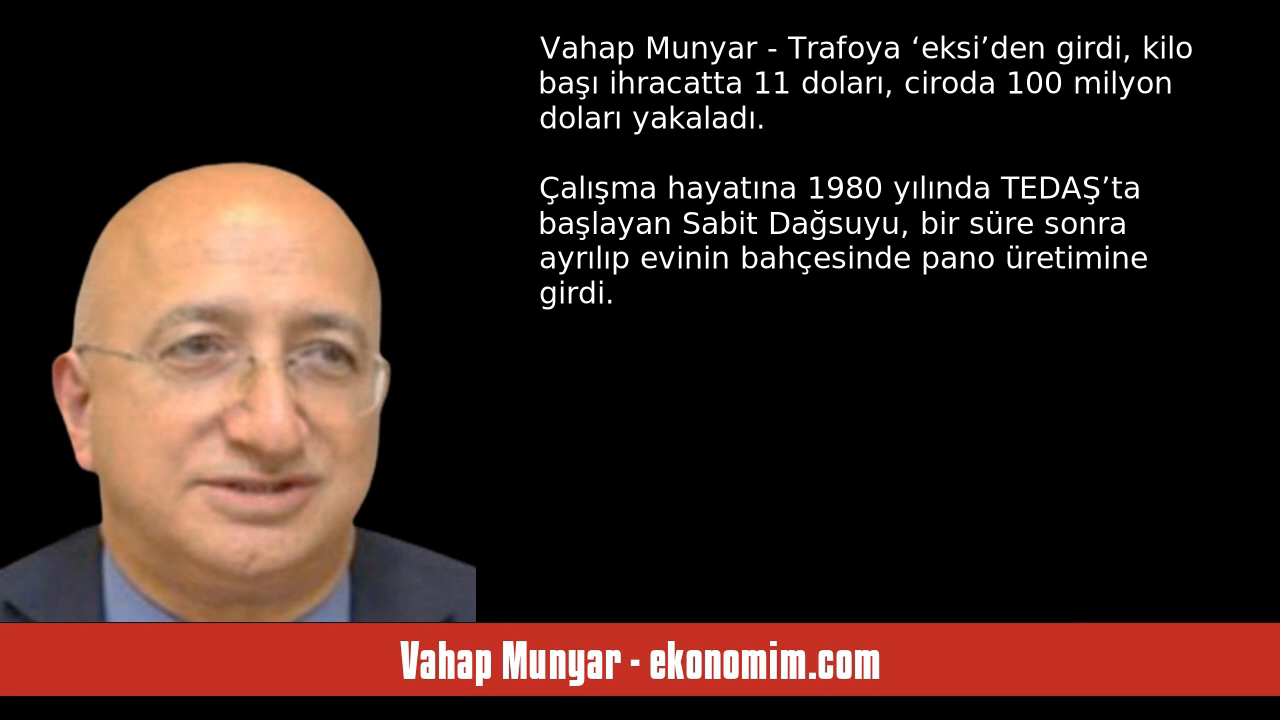 Vahap Munyar - Trafoya ‘eksi’den girdi, kilo
başı ihracatta 11 doları, ciroda 100 milyon
doları yakaladı.
Çalışma hayatına 1980 yılında TEDAŞ’ta
başlayan Sabit Dağsuyu, bir süre sonra
ayrılıp evinin bahçesinde pano üretimine
girdi.
Vahap Munyar - ekonomim.com